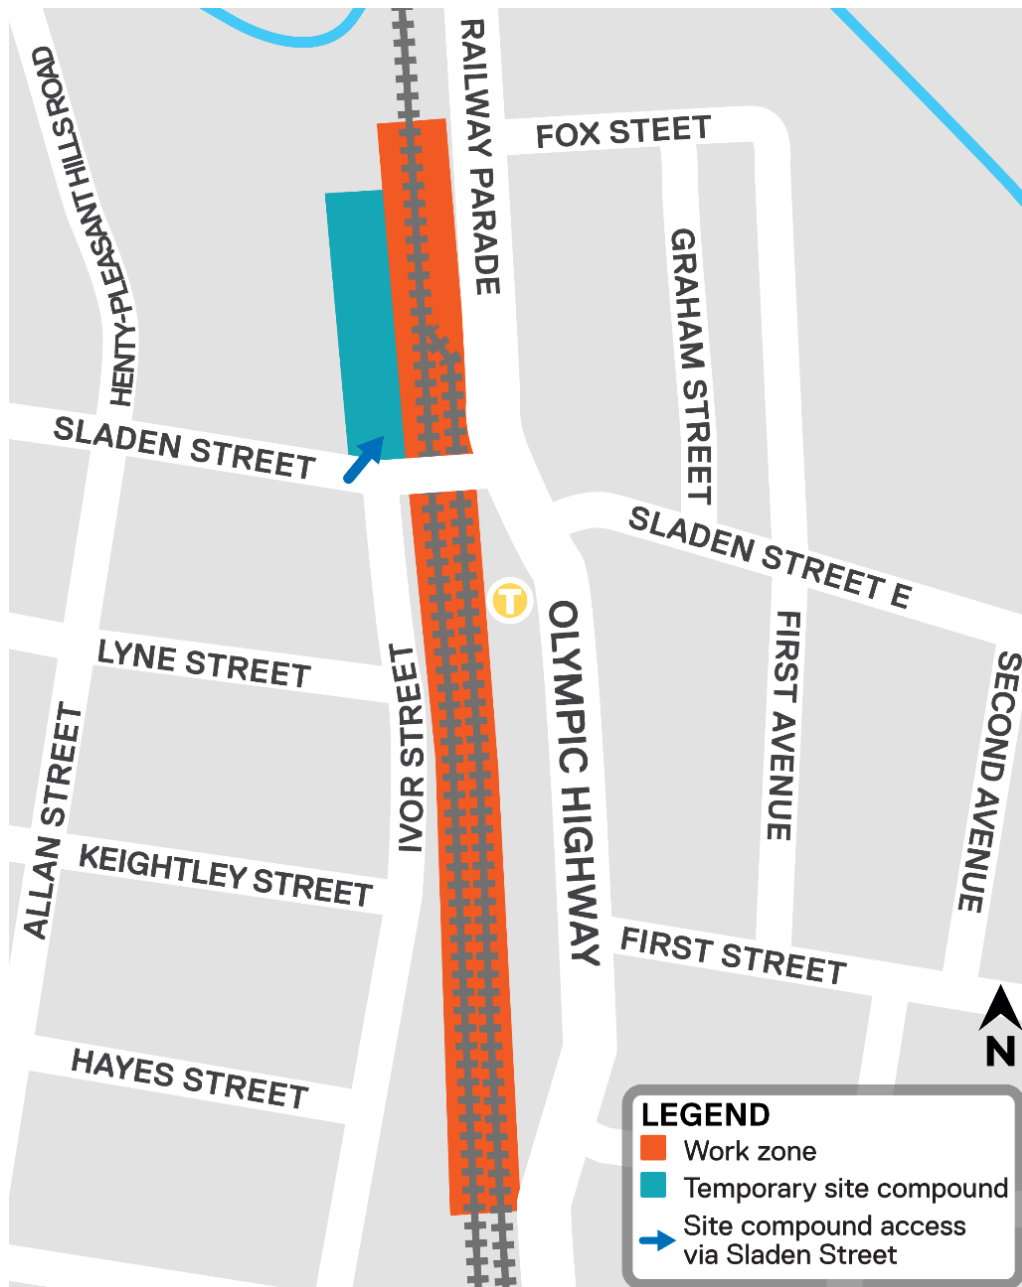 HENTY-PLEASANT HILLS ROAD
RAILWAY PARADE
FOX STEET
GRAHAM STREET
SLADEN STREET
SLADEN STREET E
T
OLYMPIC HIGHWAY
FIRST AVENUE
SECOND AVENUE
LYNE STREET
IVOR STREET
ALLAN STREET
KEIGHTLEY STREET
FIRST STREET
HAYES STREET
N
LEGEND
Work zone
Temporary site compound
Site compound access
via Sladen Street